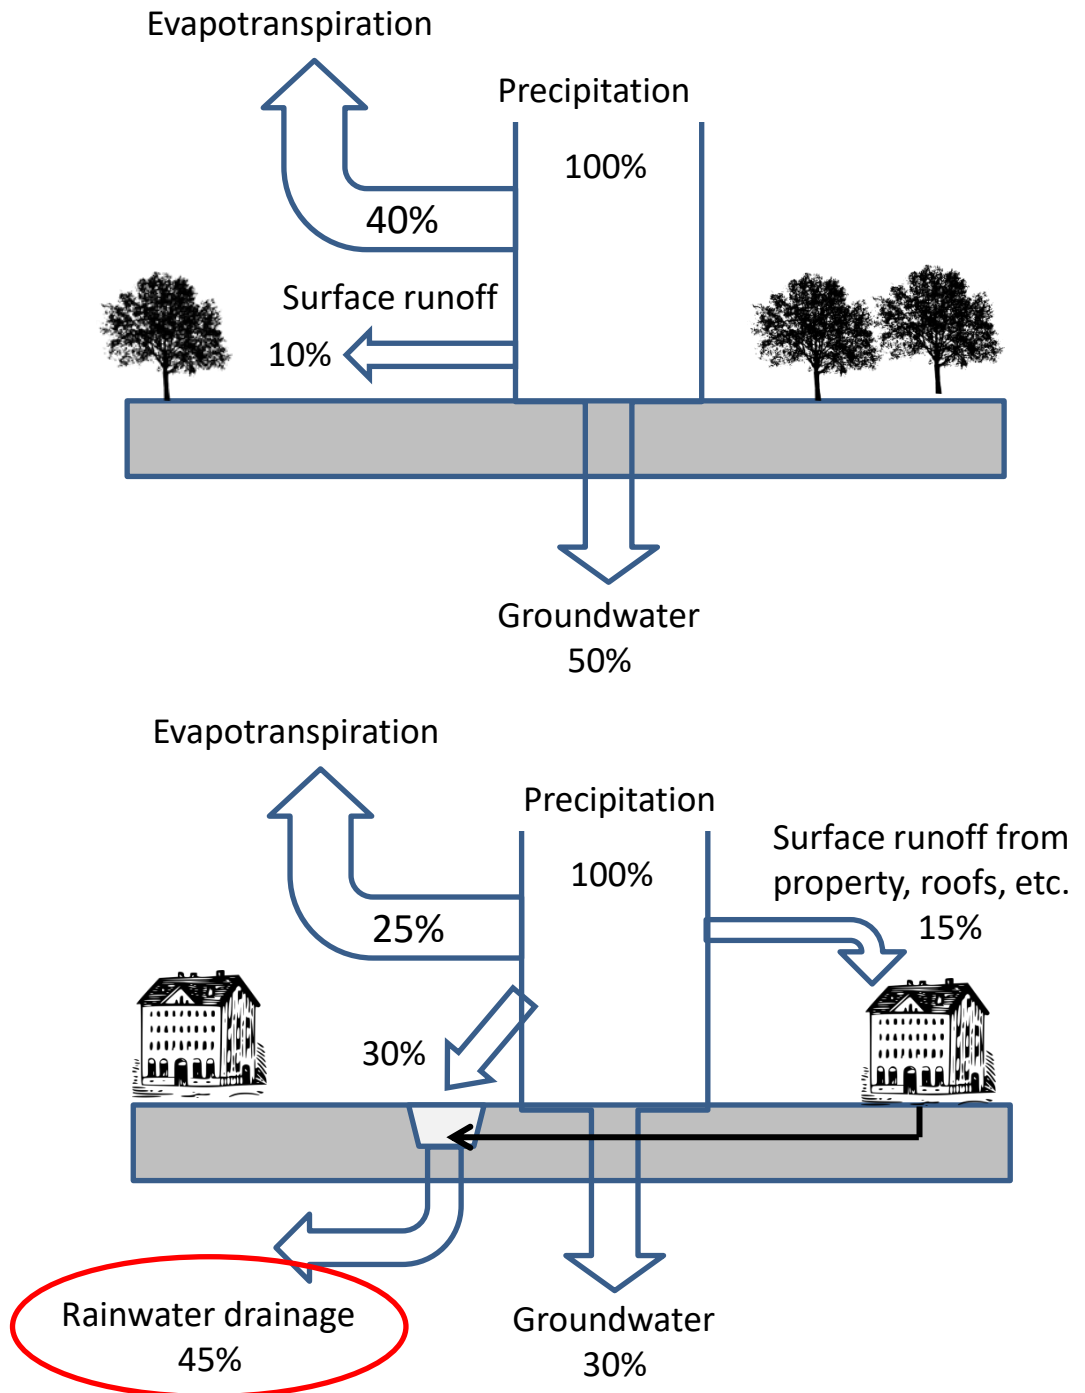 Evapotranspiration
Precipitation
100%
40%
Surface runoff
10%
Groundwater
50%
Evapotranspiration
Precipitation
Surface runoff from
property, roofs, etc.
100%
15%
25%
30%
Rainwater drainage
45%
Groundwater
30%